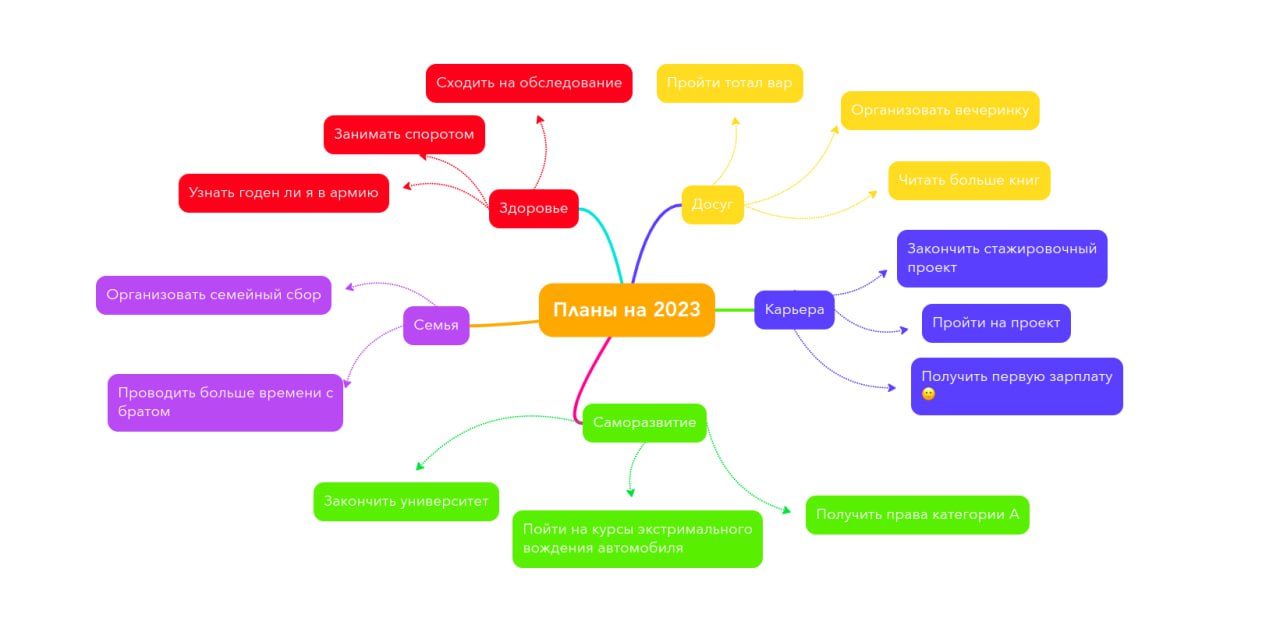 Сходить на обследование
Пройти тотал вар
Организовать вечеринку
Занимать споротом
Читать больше книг
Узнать годен ли я в армию
Здоровье
Досуг
Закончить стажировочный
проект
Организовать семейный сбор
Планы на 2023
Карьера
Пройти на проект
Семья
Получить первую зарплату
😊
Проводить больше времени с
братом
Саморазвитие
Закончить университет
Пойти на курсы экстримального
вождения автомобиля
Получить права категории А